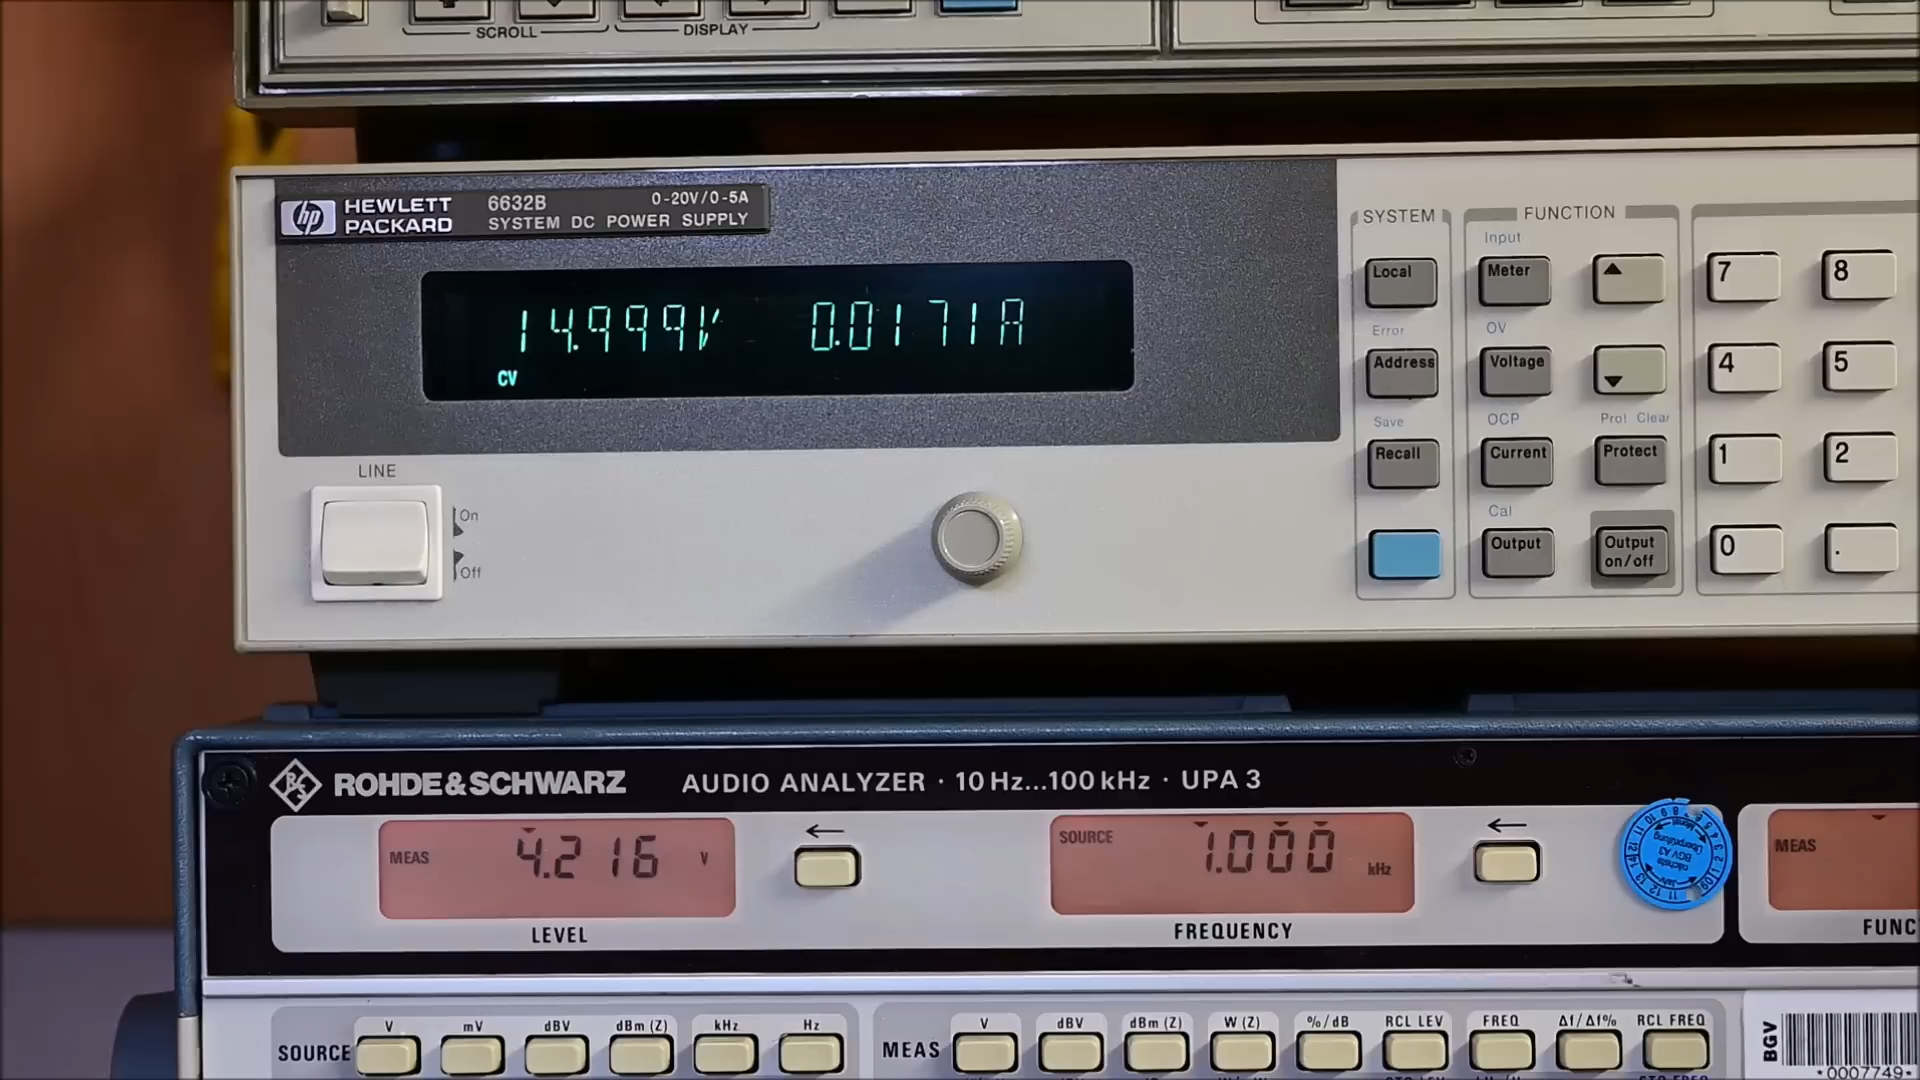 SCROLL DISPLAY
hp HEWLETT PACKARD
6632B 0-20V/0-5A
SYSTEM DC POWER SUPPLY
14.999V 0.0171A
CV
LINE
On
Off
SYSTEM
Local
Error
Address
Save
Recall
FUNCTION
Input
Meter
OV
Voltage
OCP
Current
Prot Clear
Protect
Cal
Output
Output on/off
7 8
4 5
1 2
0 .
ROHDE&SCHWARZ AUDIO ANALYZER · 10 Hz...100 kHz · UPA 3
MEAS 4.216 V
LEVEL
SOURCE 1.000 kHz
FREQUENCY
BGV A3
MEAS
FUNC
SOURCE V mV dBV dBm (Z) kHz Hz
MEAS V dBV dBm (Z) W (Z) %/dB RCL LEV FREQ Δf/Δf% RCL FREQ
BGV
*0007749*